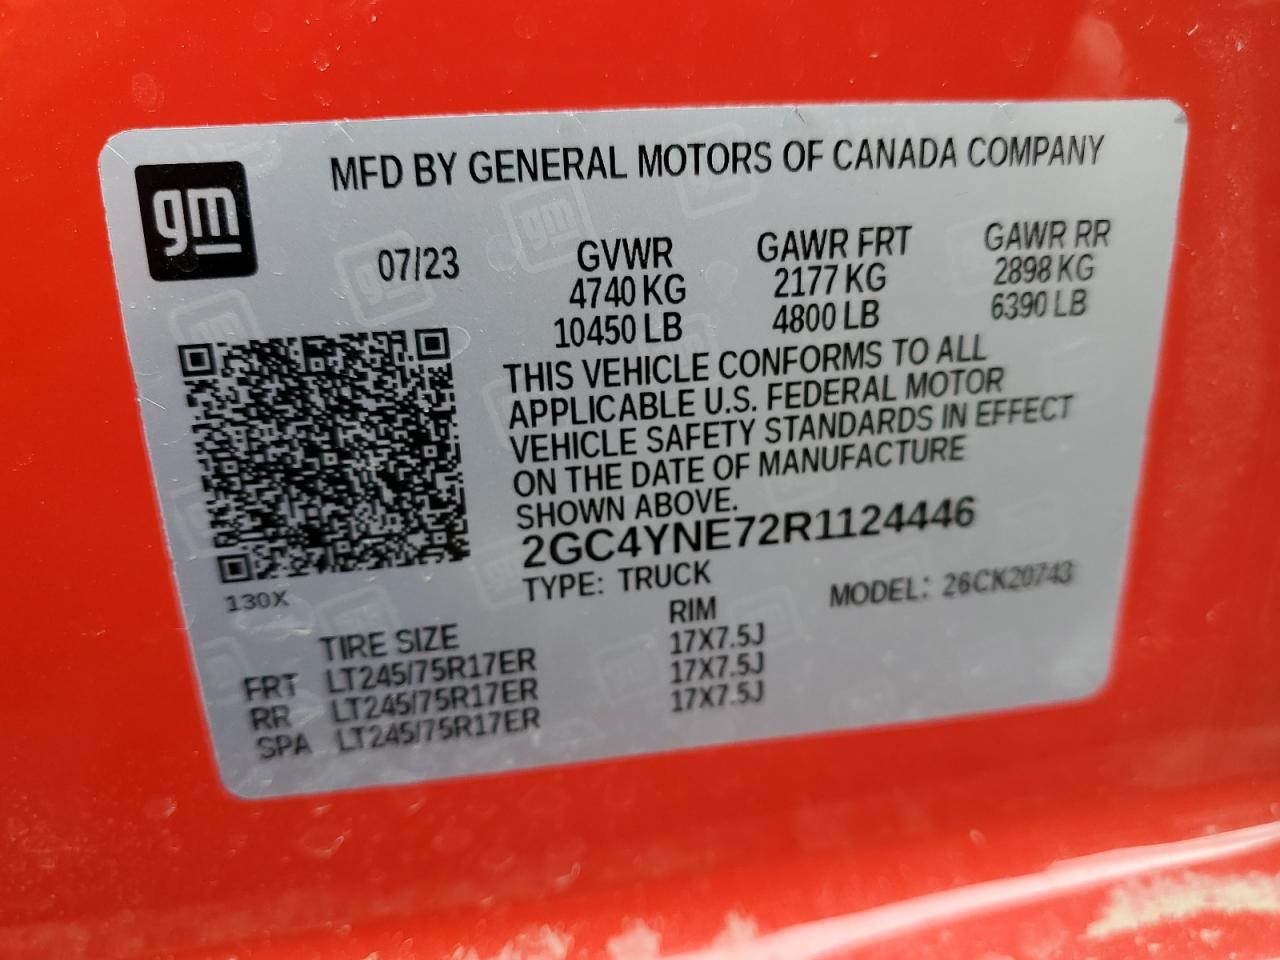 gm
MFD BY GENERAL MOTORS OF CANADA COMPANY
07/23 GVWR GAWR FRT GAWR RR
4740 KG 2177 KG 2898 KG
10450 LB 4800 LB 6390 LB
THIS VEHICLE CONFORMS TO ALL
APPLICABLE U.S. FEDERAL MOTOR
VEHICLE SAFETY STANDARDS IN EFFECT
ON THE DATE OF MANUFACTURE
SHOWN ABOVE.
2GC4YNE72R1124446
TYPE: TRUCK MODEL: 26CK20743
130X
TIRE SIZE RIM
FRT LT245/75R17ER 17X7.5J
RR LT245/75R17ER 17X7.5J
SPA LT245/75R17ER 17X7.5J